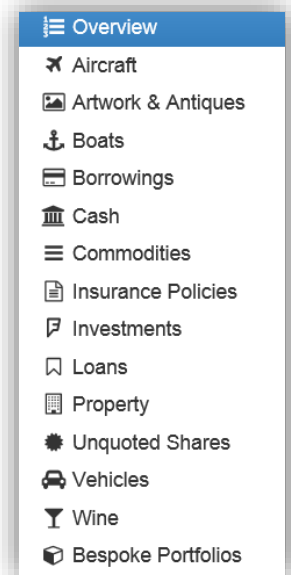 Overview
Aircraft
Artwork & Antiques
Boats
Borrowings
Cash
Commodities
Insurance Policies
Investments
Loans
Property
Unquoted Shares
Vehicles
Wine
Bespoke Portfolios